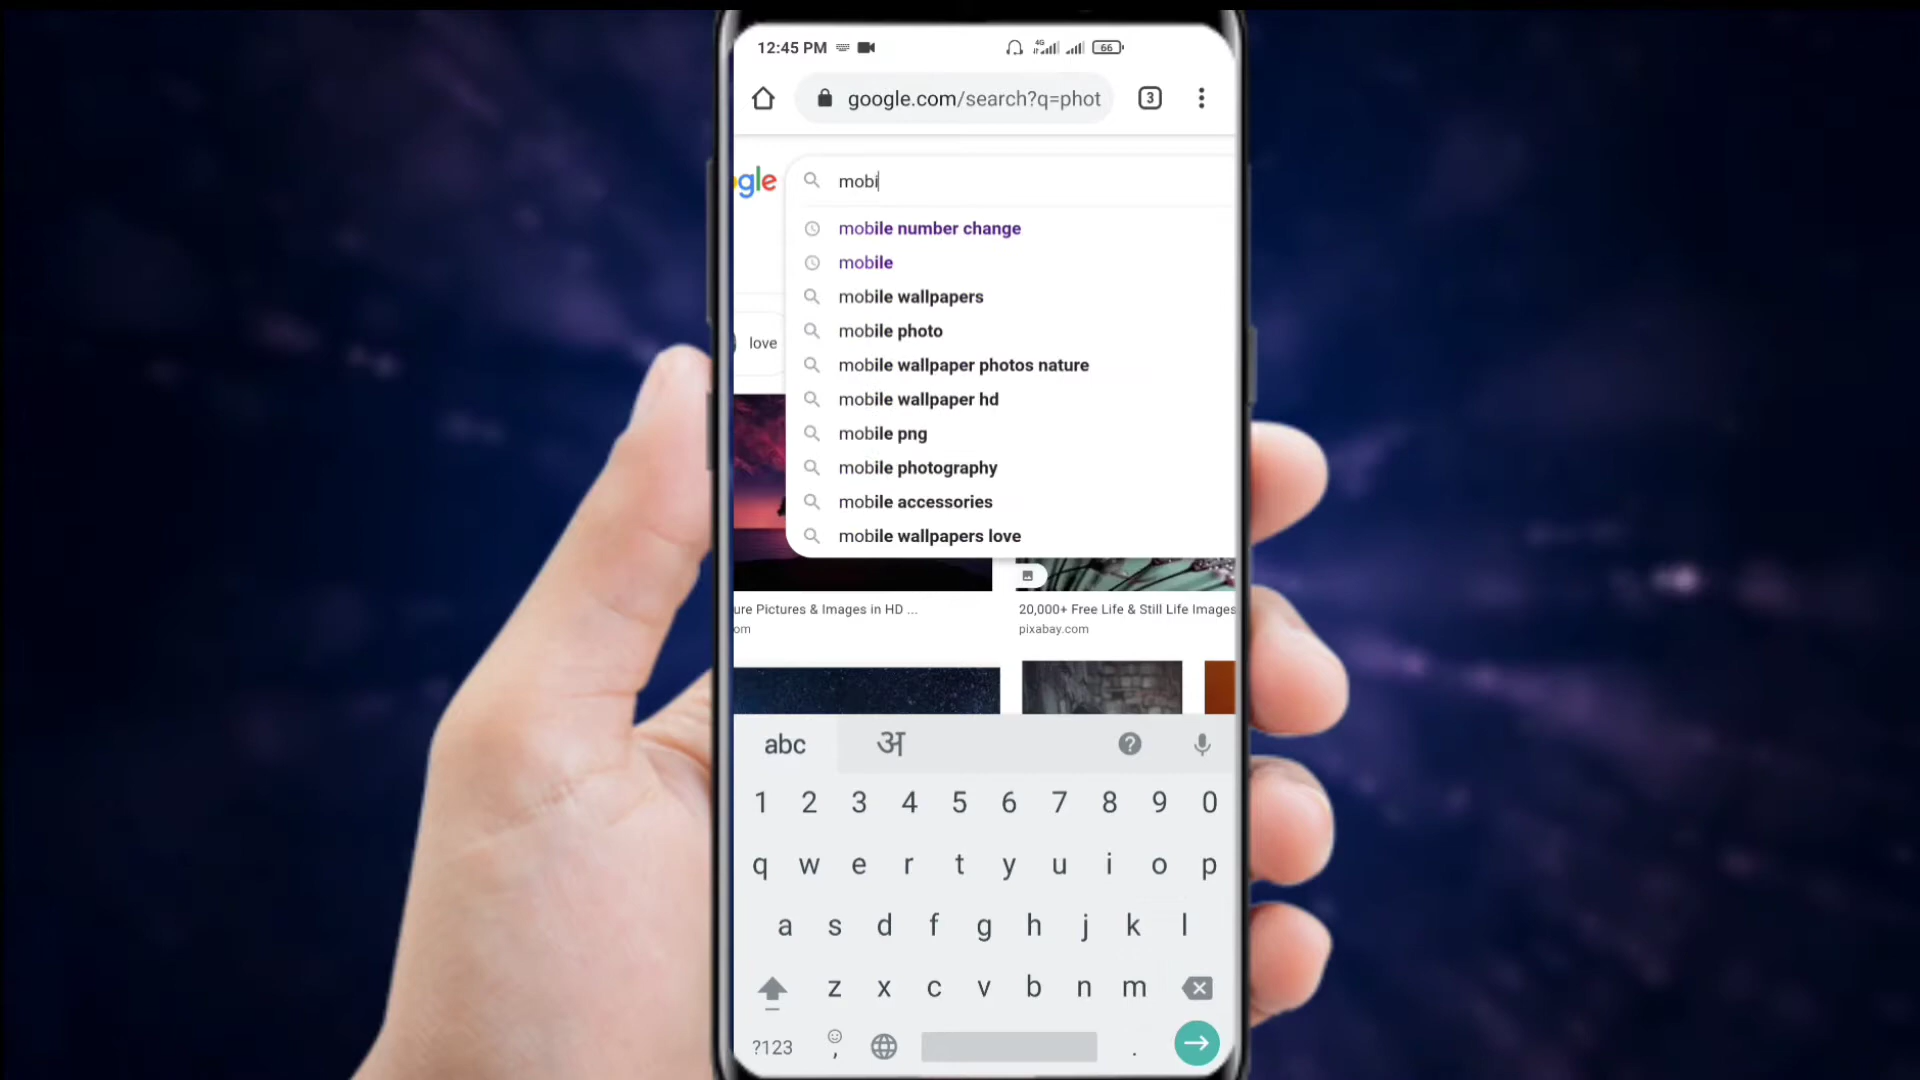 12:45 PM 4G 66
google.com/search?q=phot 3
gle mobi
mobile number change
mobile
mobile wallpapers
mobile photo
love
mobile wallpaper photos nature
mobile wallpaper hd
mobile png
mobile photography
mobile accessories
mobile wallpapers love
ure Pictures & Images in HD ... 20,000+ Free Life & Still Life Images
om pixabay.com
abc अ ?
1 2 3 4 5 6 7 8 9 0
q w e r t y u i o p
a s d f g h j k l
z x c v b n m
?123 , .